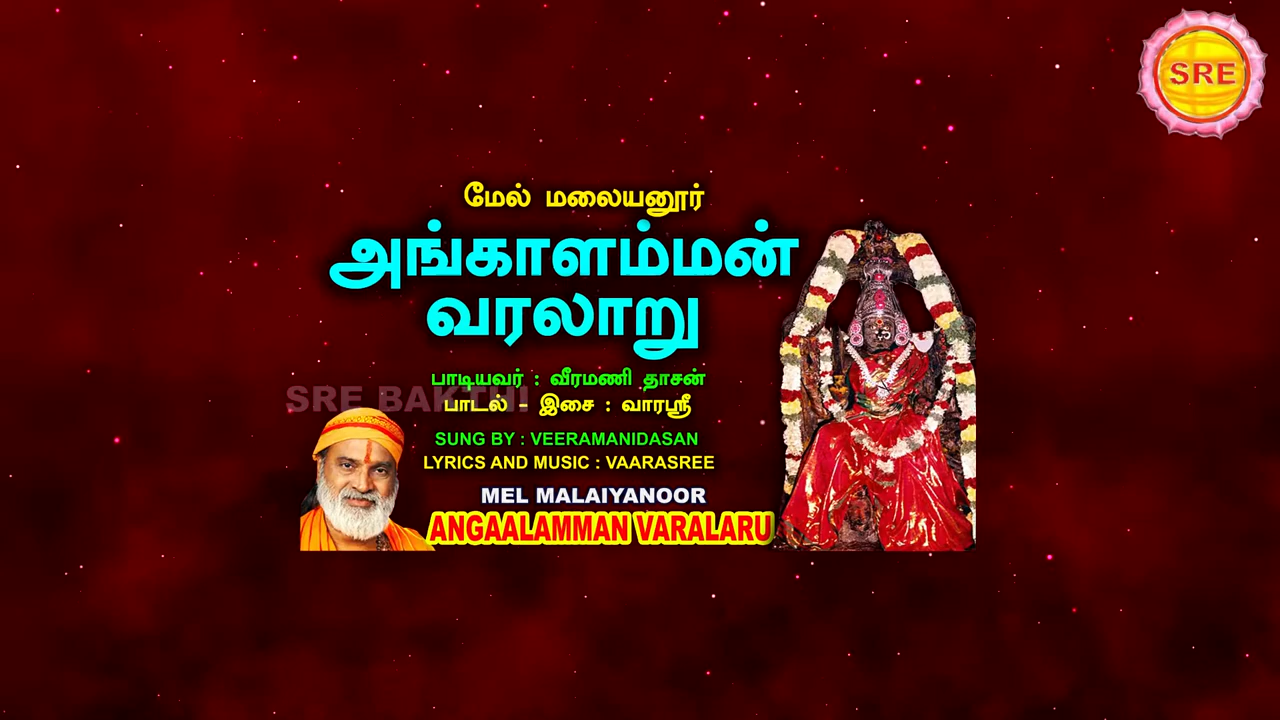 SRE
மேல் மலையனூர்
அங்காளம்மன்
வரலாறு
பாடியவர் : வீரமணி தாசன்
SRE BAKTHI
பாடல் - இசை : வாரஸ்ரீ
SUNG BY : VEERAMANIDASAN
LYRICS AND MUSIC : VAARASREE
MEL MALAIYANOOR
ANGAALAMMAN VARALARU